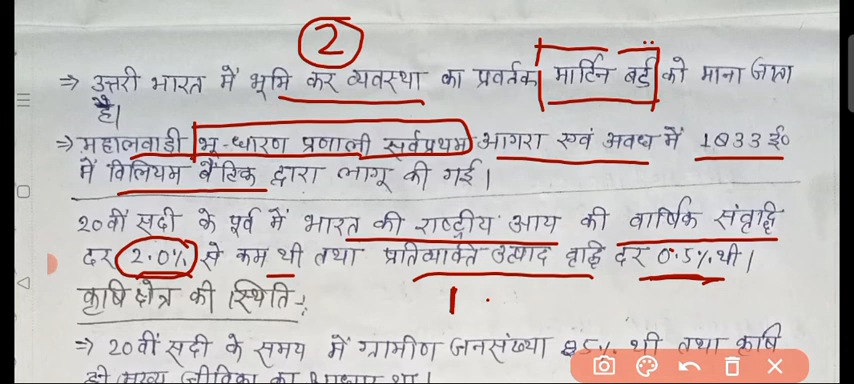 2
⇒ उत्तरी भारत में भूमि कर व्यवस्था का प्रवर्तक मार्टिन बर्ड को माना जाता
है।
⇒ महालवाड़ी भू-धारण प्रणाली सर्वप्रथम आगरा एवं अवध में 1833 ई०
में विलियम बैंटिक द्वारा लागू की गई।
20वीं सदी के पूर्व में भारत की राष्ट्रीय आय की वार्षिक संवृद्धि
दर 2.0% से कम थी तथा प्रतिव्यक्ति उत्पाद वृद्धि दर 0.5% थी।
कृषि क्षेत्र की स्थिति :-
⇒ 20वीं सदी के समय में ग्रामीण जनसंख्या 85% थी तथा कृषि
ही मुख्य जीविका का आधार था।